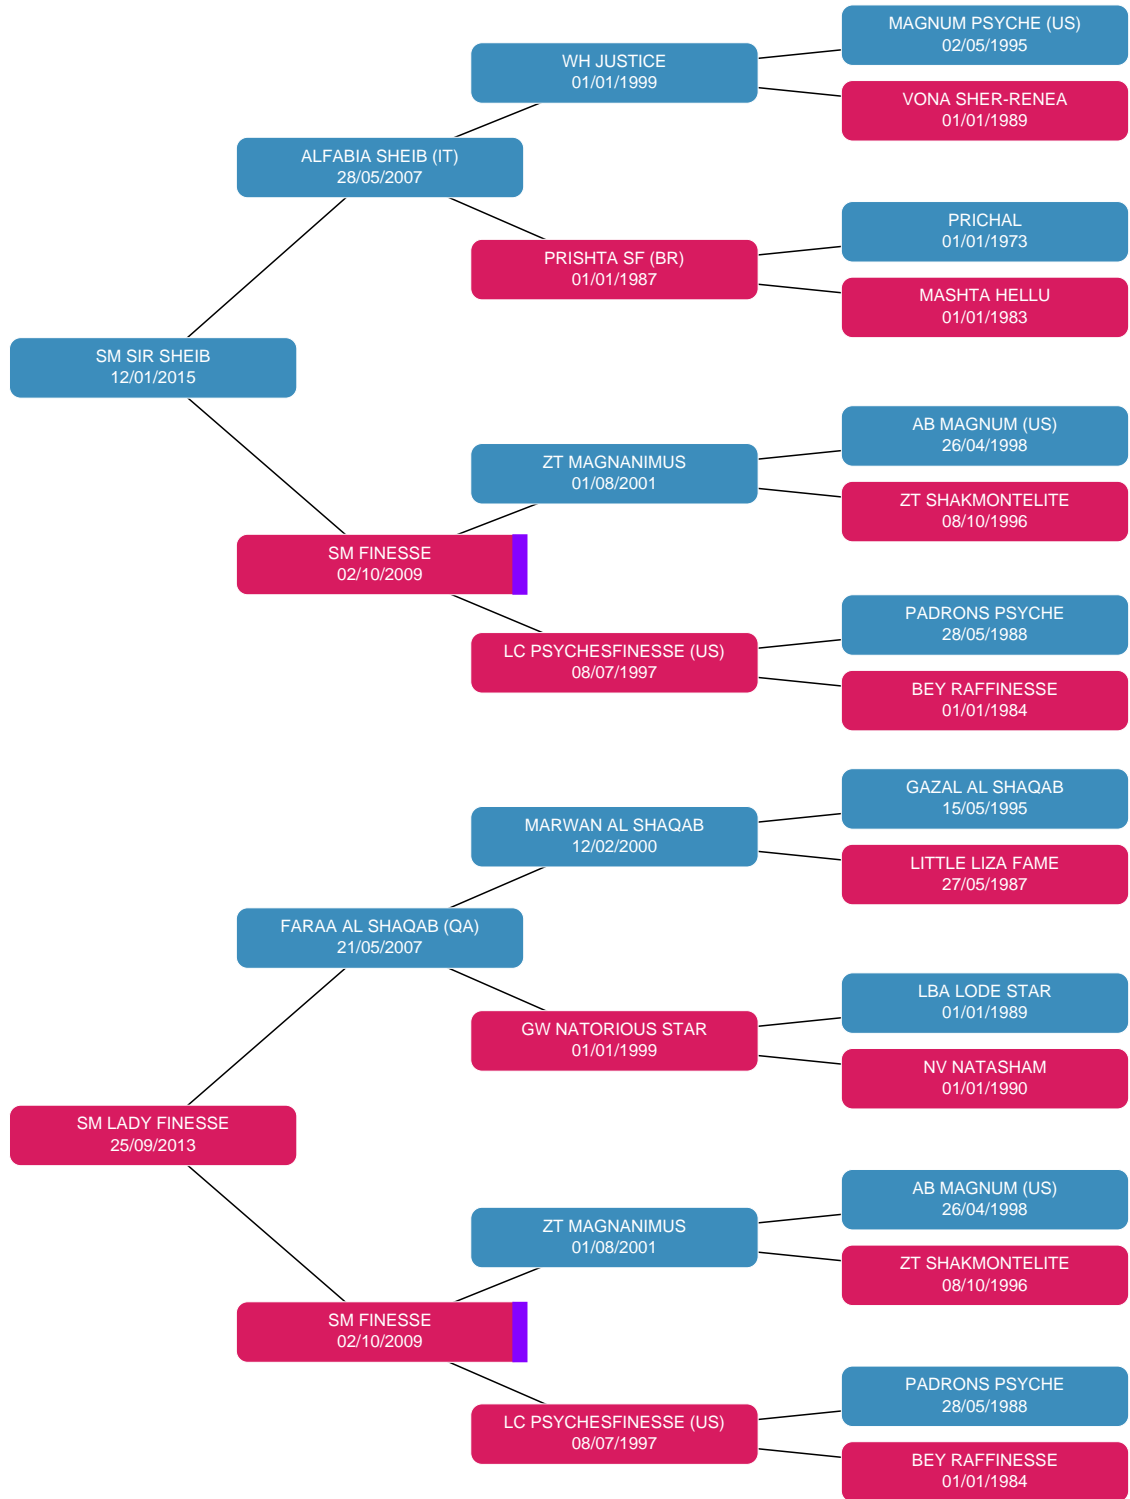 MAGNUM PSYCHE (US)
02/05/1995
WH JUSTICE
01/01/1999
VONA SHER-RENEA
01/01/1989
ALFABIA SHEIB (IT)
28/05/2007
PRICHAL
01/01/1973
PRISHTA SF (BR)
01/01/1987
MASHTA HELLU
01/01/1983
SM SIR SHEIB
12/01/2015
AB MAGNUM (US)
26/04/1998
ZT MAGNANIMUS
01/08/2001
ZT SHAKMONTELITE
08/10/1996
SM FINESSE
02/10/2009
PADRONS PSYCHE
28/05/1988
LC PSYCHESFINESSE (US)
08/07/1997
BEY RAFFINESSE
01/01/1984
GAZAL AL SHAQAB
15/05/1995
MARWAN AL SHAQAB
12/02/2000
LITTLE LIZA FAME
27/05/1987
FARAA AL SHAQAB (QA)
21/05/2007
LBA LODE STAR
01/01/1989
GW NATORIOUS STAR
01/01/1999
NV NATASHAM
01/01/1990
SM LADY FINESSE
25/09/2013
AB MAGNUM (US)
26/04/1998
ZT MAGNANIMUS
01/08/2001
ZT SHAKMONTELITE
08/10/1996
SM FINESSE
02/10/2009
PADRONS PSYCHE
28/05/1988
LC PSYCHESFINESSE (US)
08/07/1997
BEY RAFFINESSE
01/01/1984